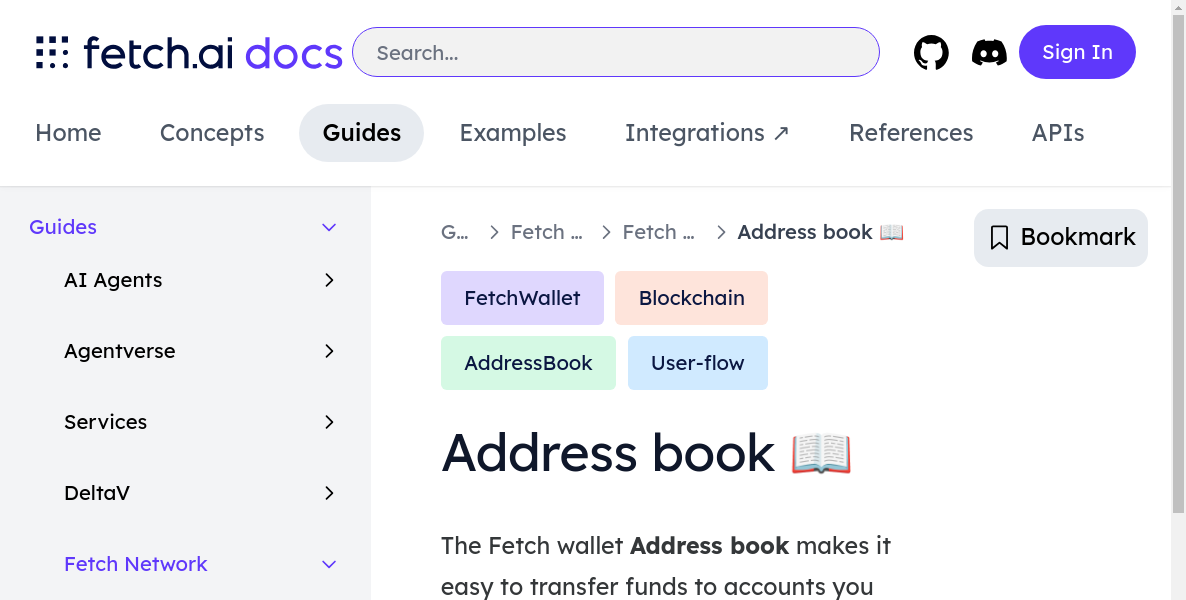 fetch.ai docs
Search...
Sign In
Home Concepts Guides Examples Integrations ↗ References APIs
Guides
AI Agents
Agentverse
Services
DeltaV
Fetch Network
G... Fetch ... Fetch ... Address book 📖
Bookmark
FetchWallet Blockchain
AddressBook User-flow
Address book 📖
The Fetch wallet Address book makes it
easy to transfer funds to accounts you